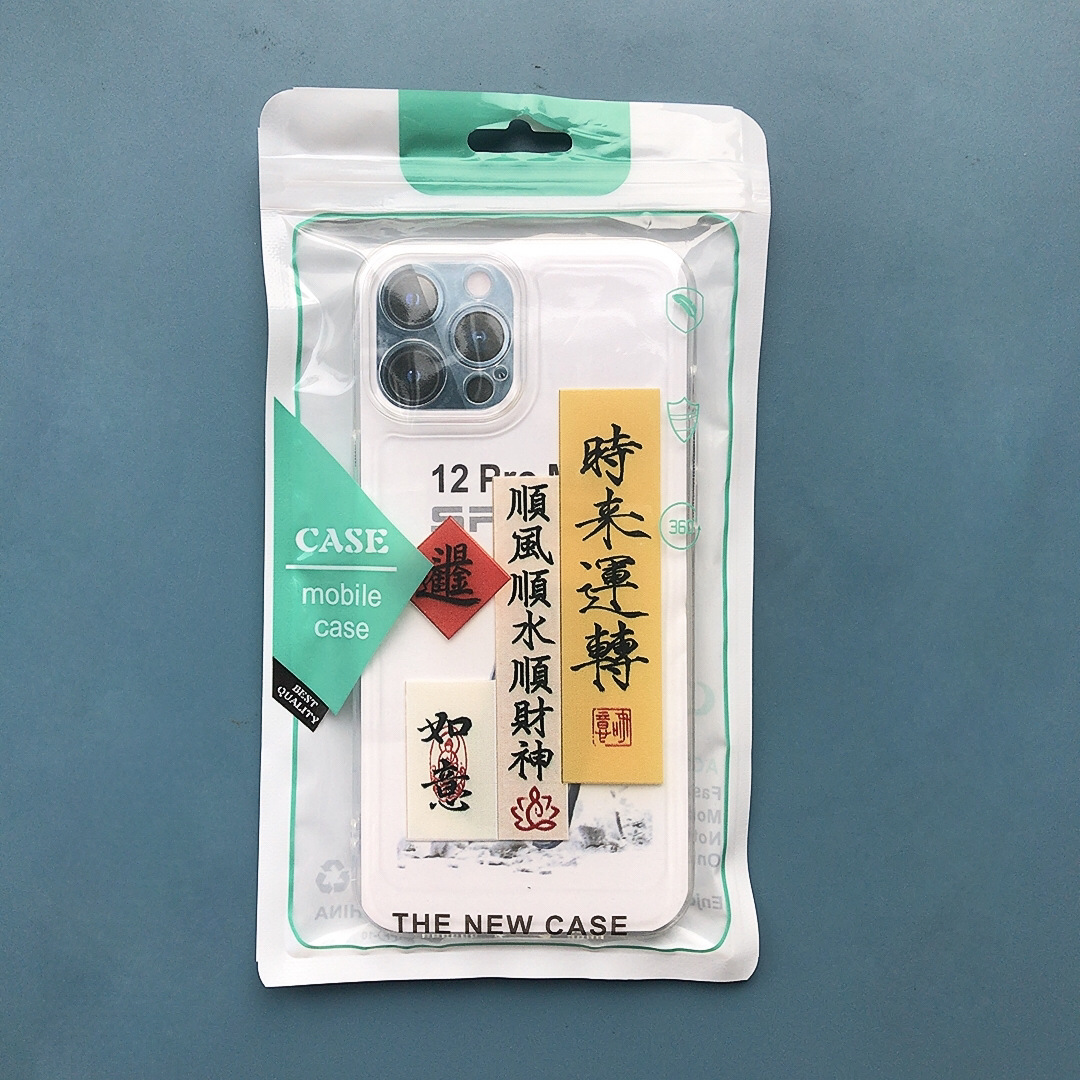 12 Pro M
CASE
mobile
case
BEST
QUALITY
時来運轉
順風順水順財神
如意
THE NEW CASE